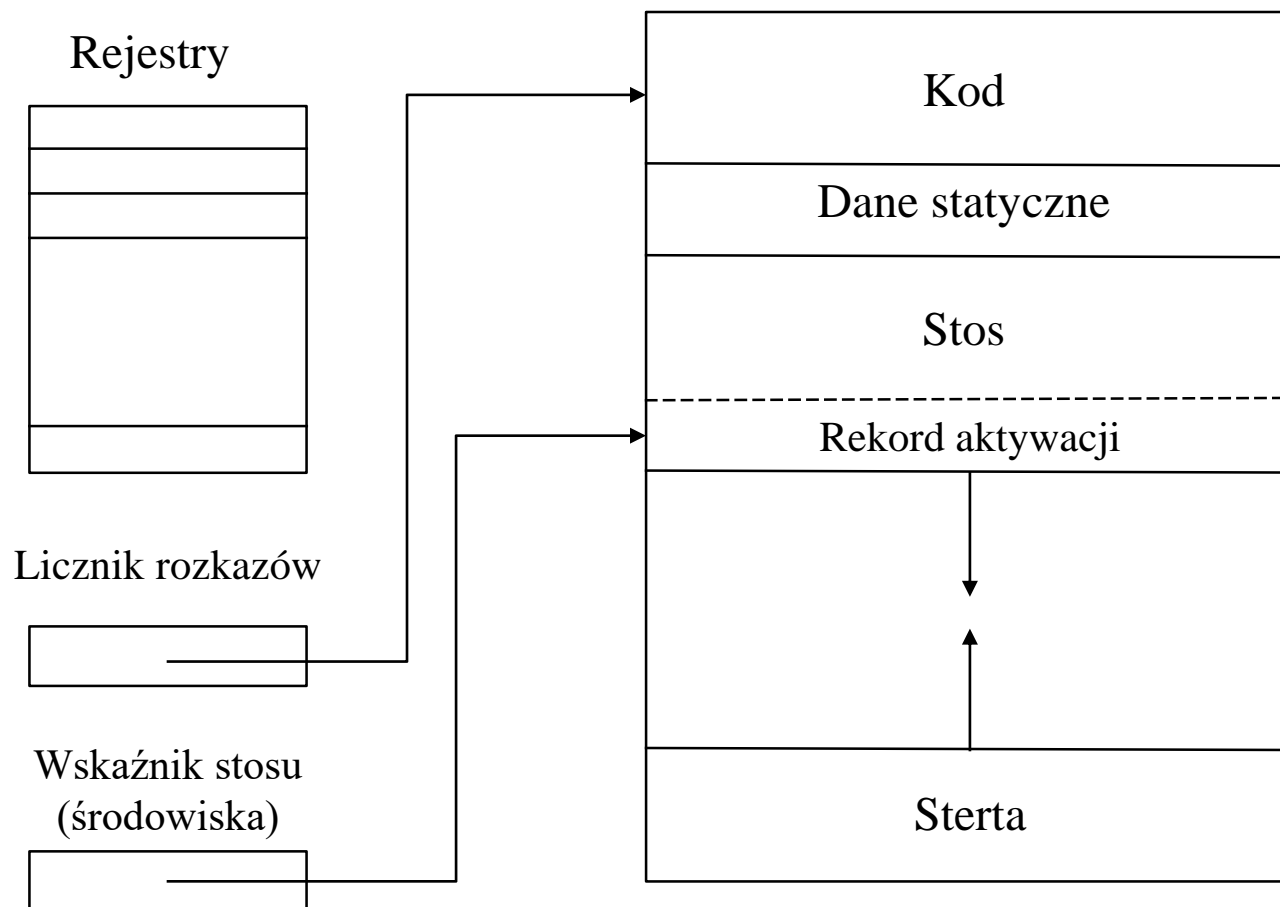 Rejestry
Kod
Dane statyczne
Stos
Rekord aktywacji
Licznik rozkazów
Wskaźnik stosu
(środowiska)
Sterta